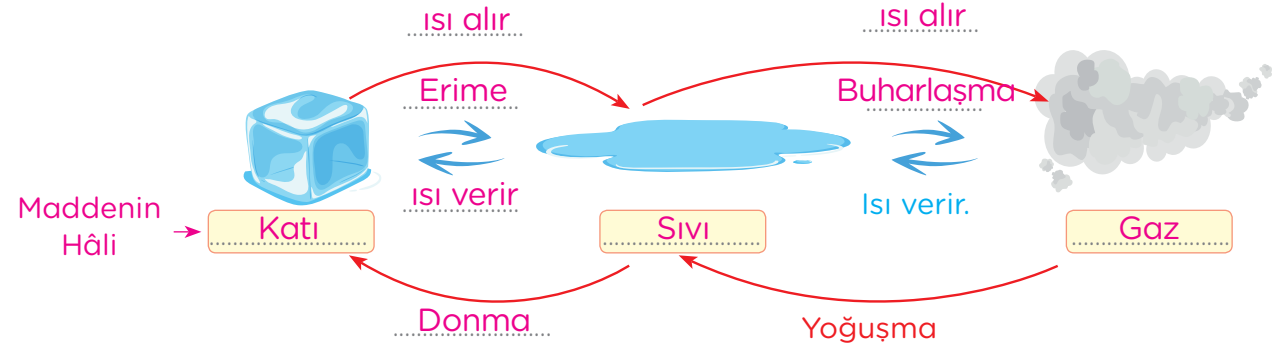 ısı alır
ısı alır
Erime
Buharlaşma
ısı verir
Isı verir.
Maddenin
Hâli
Katı
Sıvı
Gaz
Donma
Yoğuşma